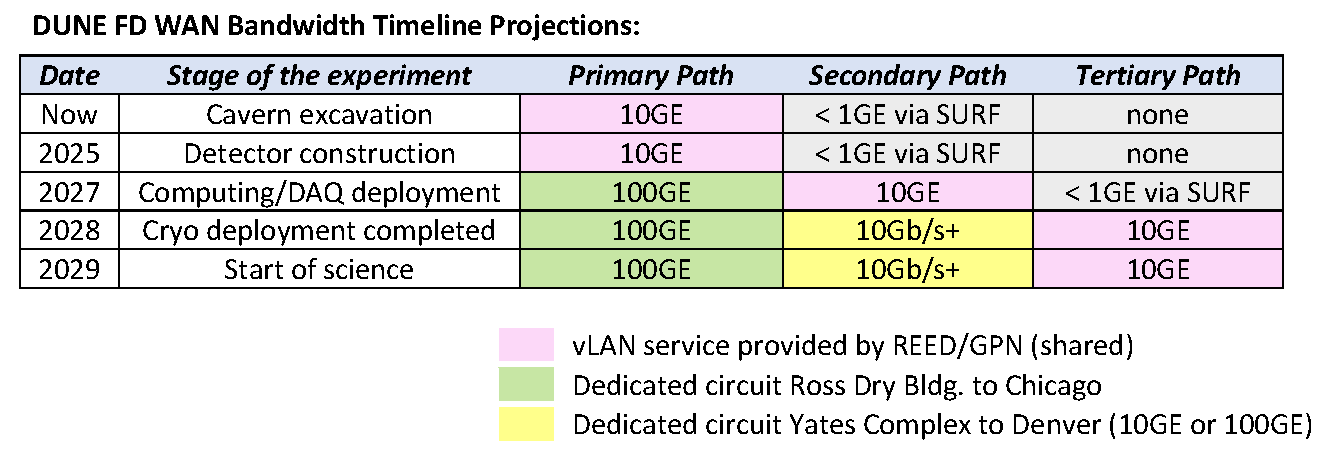 DUNE FD WAN Bandwidth Timeline Projections:
Date Stage of the experiment Primary Path Secondary Path Tertiary Path
Now Cavern excavation 10GE < 1GE via SURF none
2025 Detector construction 10GE < 1GE via SURF none
2027 Computing/DAQ deployment 100GE 10GE < 1GE via SURF
2028 Cryo deployment completed 100GE 10Gb/s+ 10GE
2029 Start of science 100GE 10Gb/s+ 10GE
vLAN service provided by REED/GPN (shared)
Dedicated circuit Ross Dry Bldg. to Chicago
Dedicated circuit Yates Complex to Denver (10GE or 100GE)